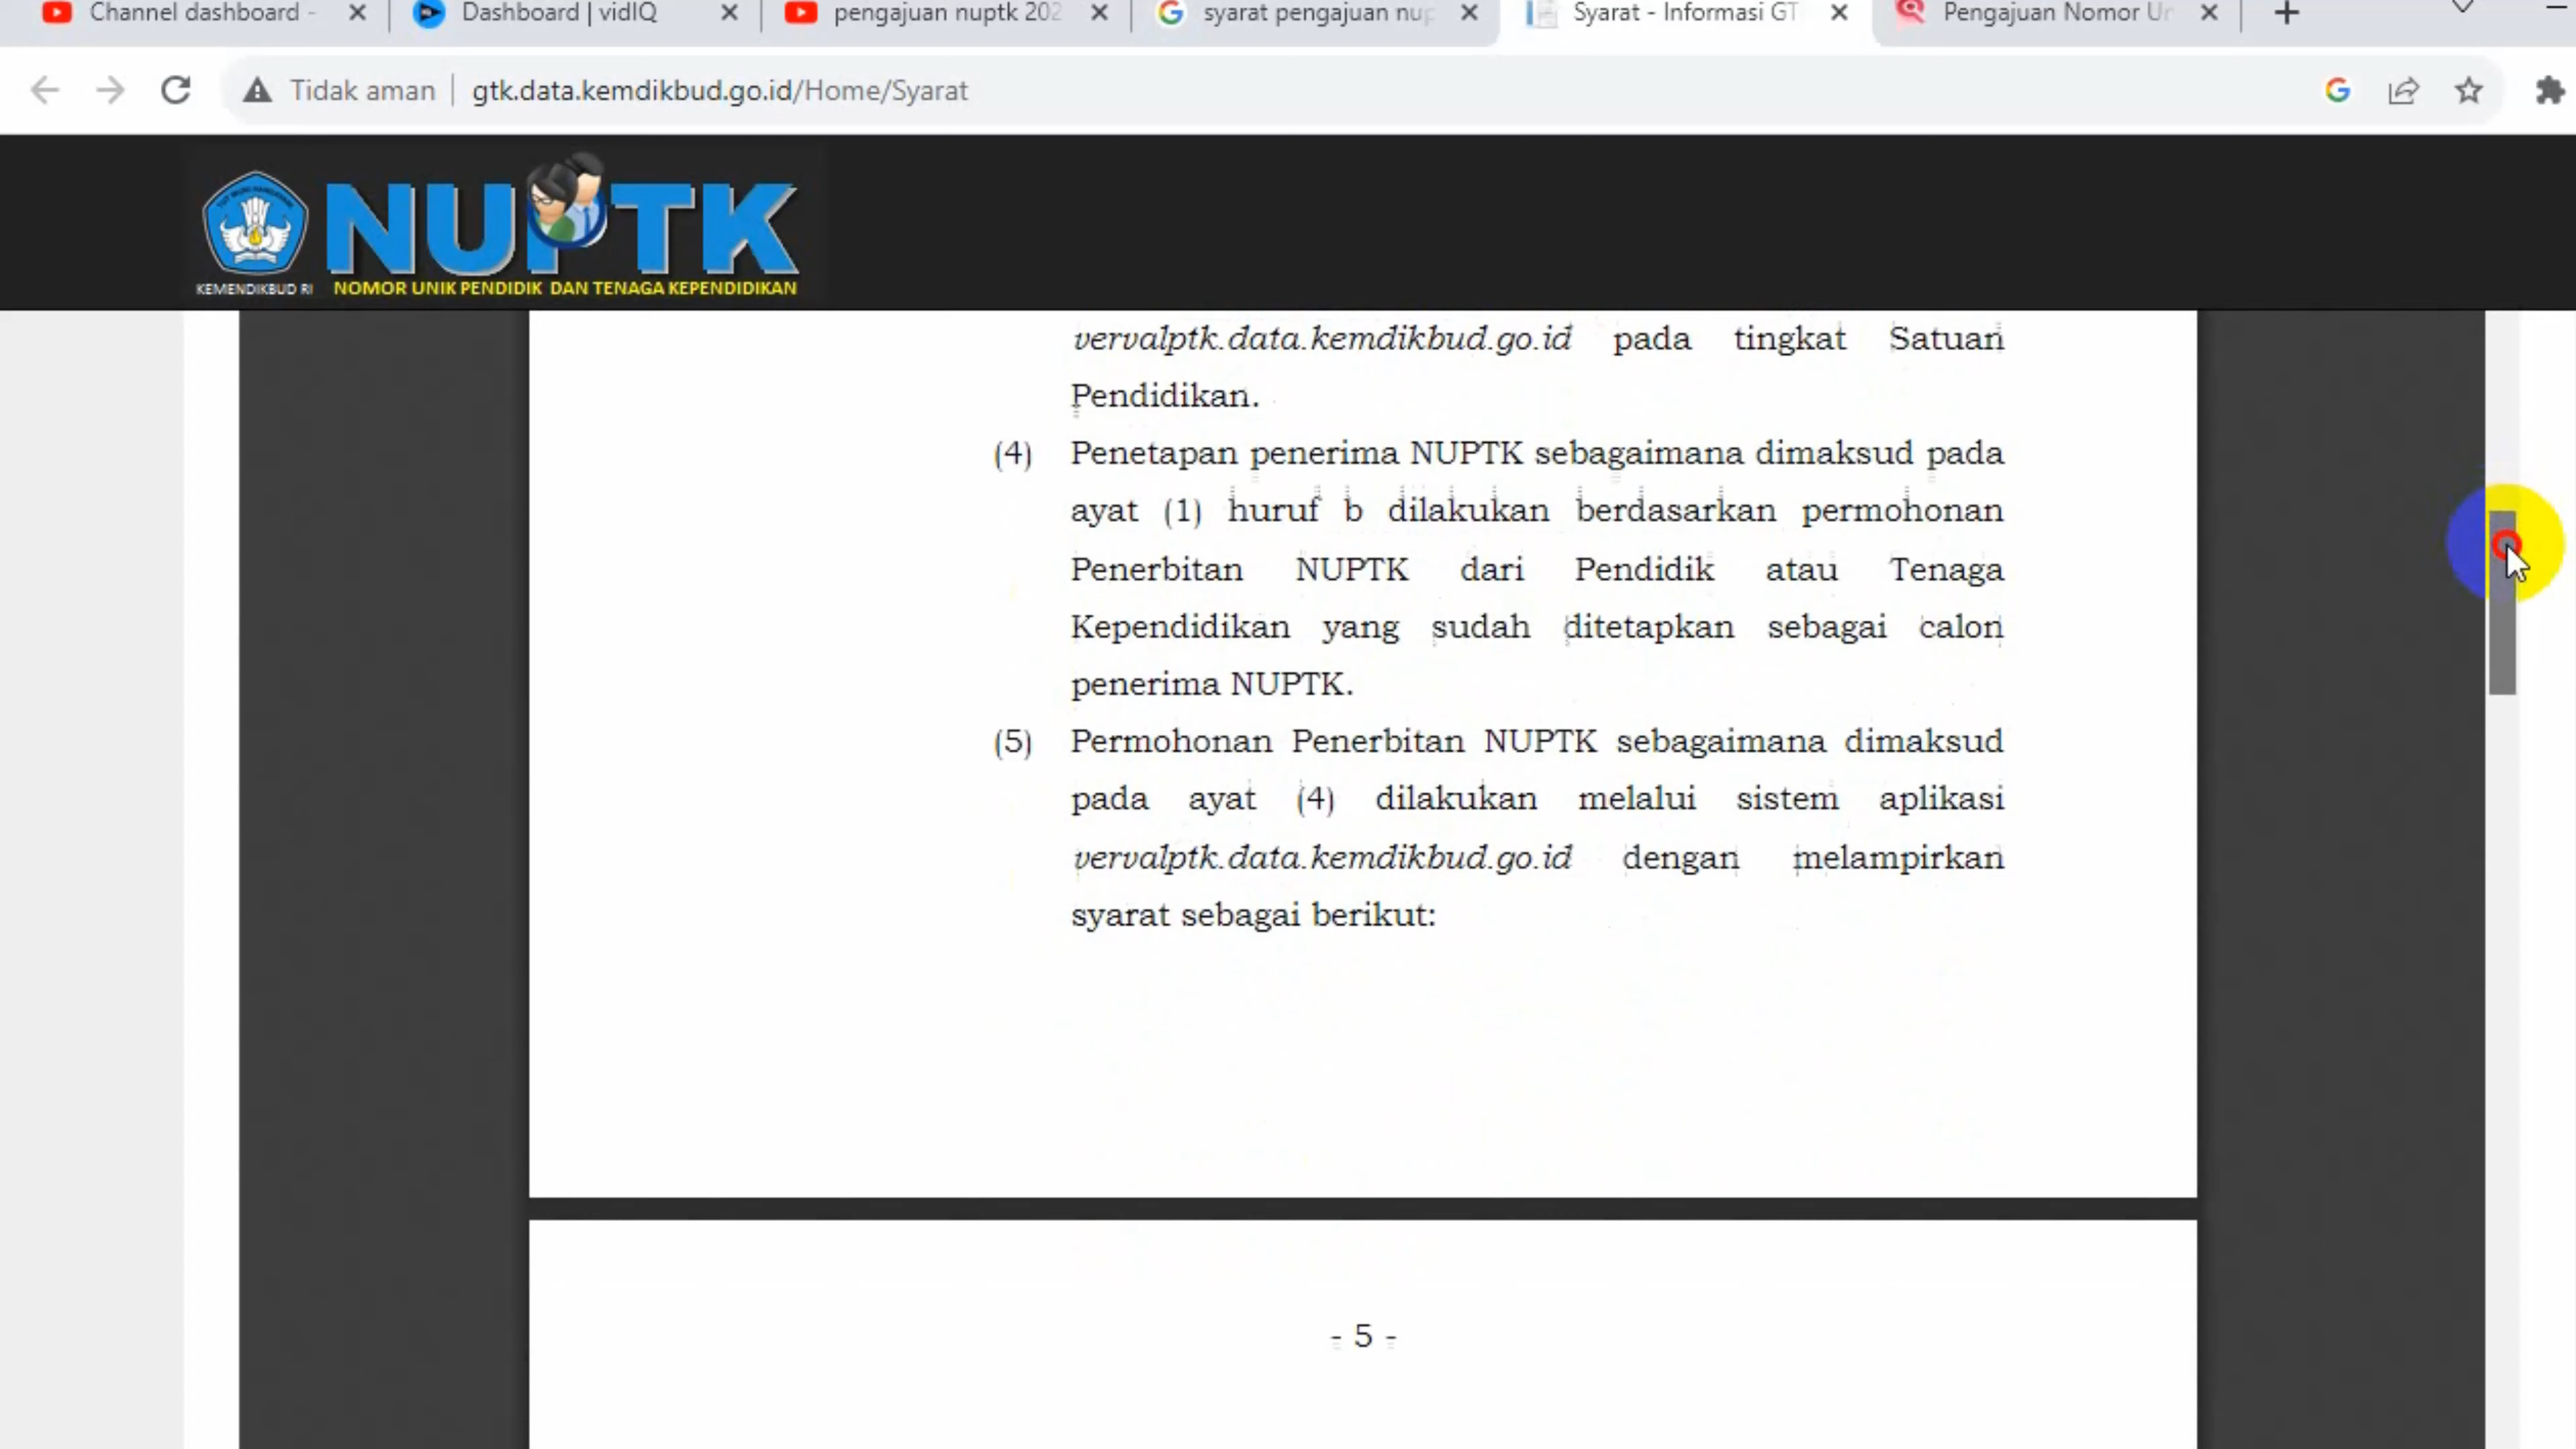 Channel dashboard -
Dashboard | vidIQ
pengajuan nuptk 202
syarat pengajuan nup
Syarat - Informasi GT
Pengajuan Nomor Ur
Tidak aman | gtk.data.kemdikbud.go.id/Home/Syarat
NUPTK
KEMENDIKBUD RI
NOMOR UNIK PENDIDIK DAN TENAGA KEPENDIDIKAN
vervalptk.data.kemdikbud.go.id pada tingkat Satuan
Pendidikan.
(4) Penetapan penerima NUPTK sebagaimana dimaksud pada
ayat (1) huruf b dilakukan berdasarkan permohonan
Penerbitan NUPTK dari Pendidik atau Tenaga
Kependidikan yang sudah ditetapkan sebagai calon
penerima NUPTK.
(5) Permohonan Penerbitan NUPTK sebagaimana dimaksud
pada ayat (4) dilakukan melalui sistem aplikasi
vervalptk.data.kemdikbud.go.id dengan melampirkan
syarat sebagai berikut:
- 5 -